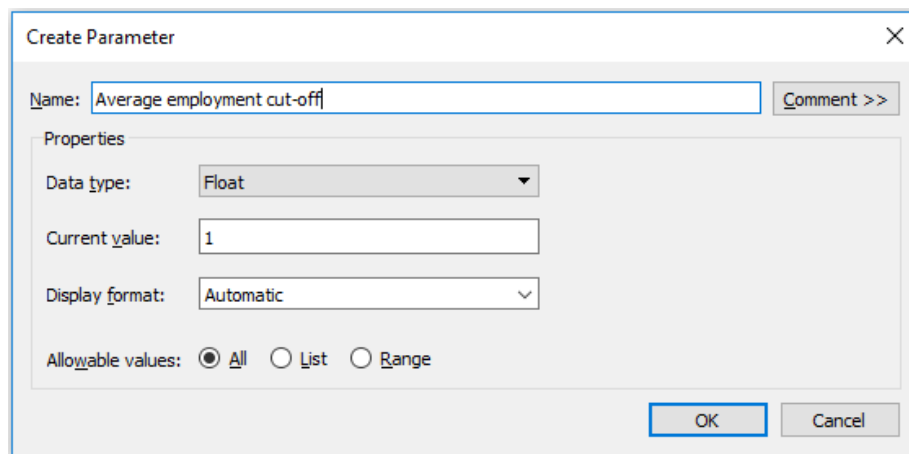 Create Parameter
Name: Average employment cut-off Comment >>
Properties
Data type: Float
Current value: 1
Display format: Automatic
Allowable values: All List Range
OK Cancel